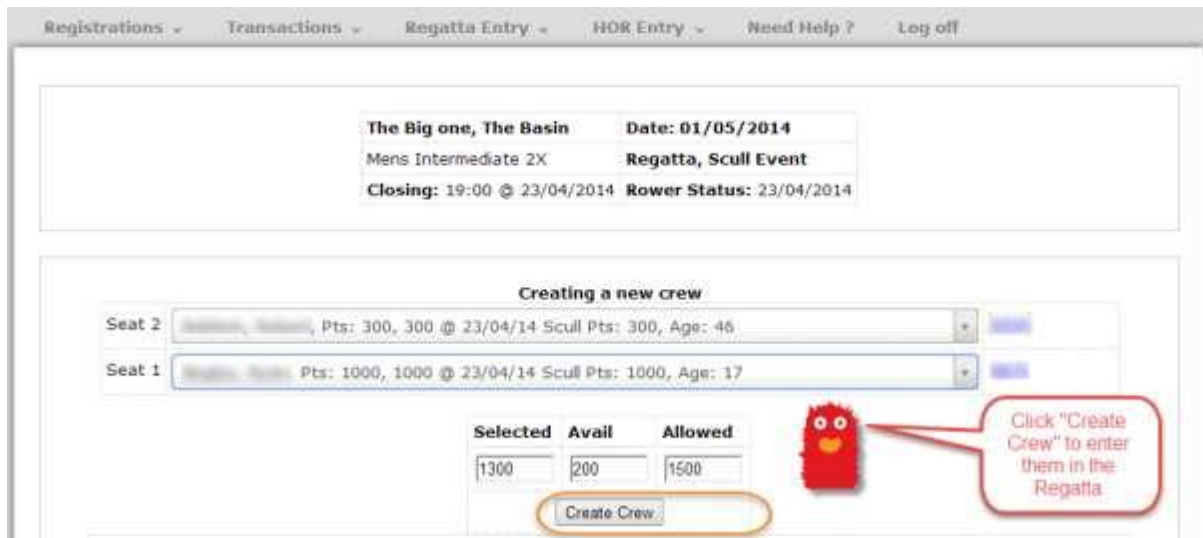 Registrations Transactions Regatta Entry HOR Entry Need Help ? Log off
The Big one, The Basin Date: 01/05/2014
Mens Intermediate 2X Regatta, Scull Event
Closing: 19:00 @ 23/04/2014 Rower Status: 23/04/2014
Creating a new crew
Seat 2 , Pts: 300, 300 @ 23/04/14 Scull Pts: 300, Age: 46
Seat 1 Pts: 1000, 1000 @ 23/04/14 Scull Pts: 1000, Age: 17
Selected Avail Allowed
1300 200 1500
Create Crew
Click "Create
Crew" to enter
them in the
Regatta